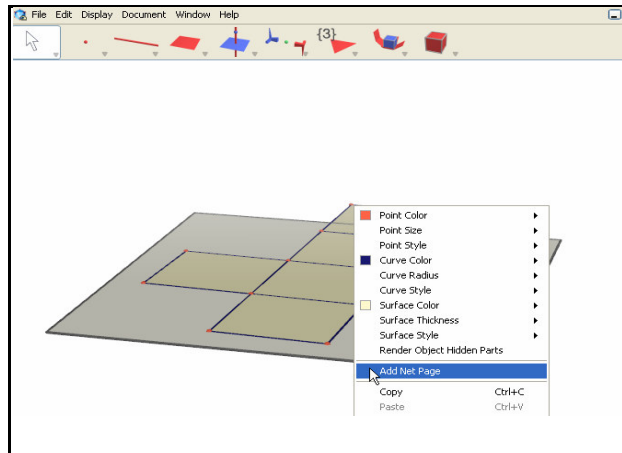 File Edit Display Document Window Help
{3}
Point Color
Point Size
Point Style
Curve Color
Curve Radius
Curve Style
Surface Color
Surface Thickness
Surface Style
Render Object Hidden Parts
Add Net Page
Copy Ctrl+C
Paste Ctrl+V